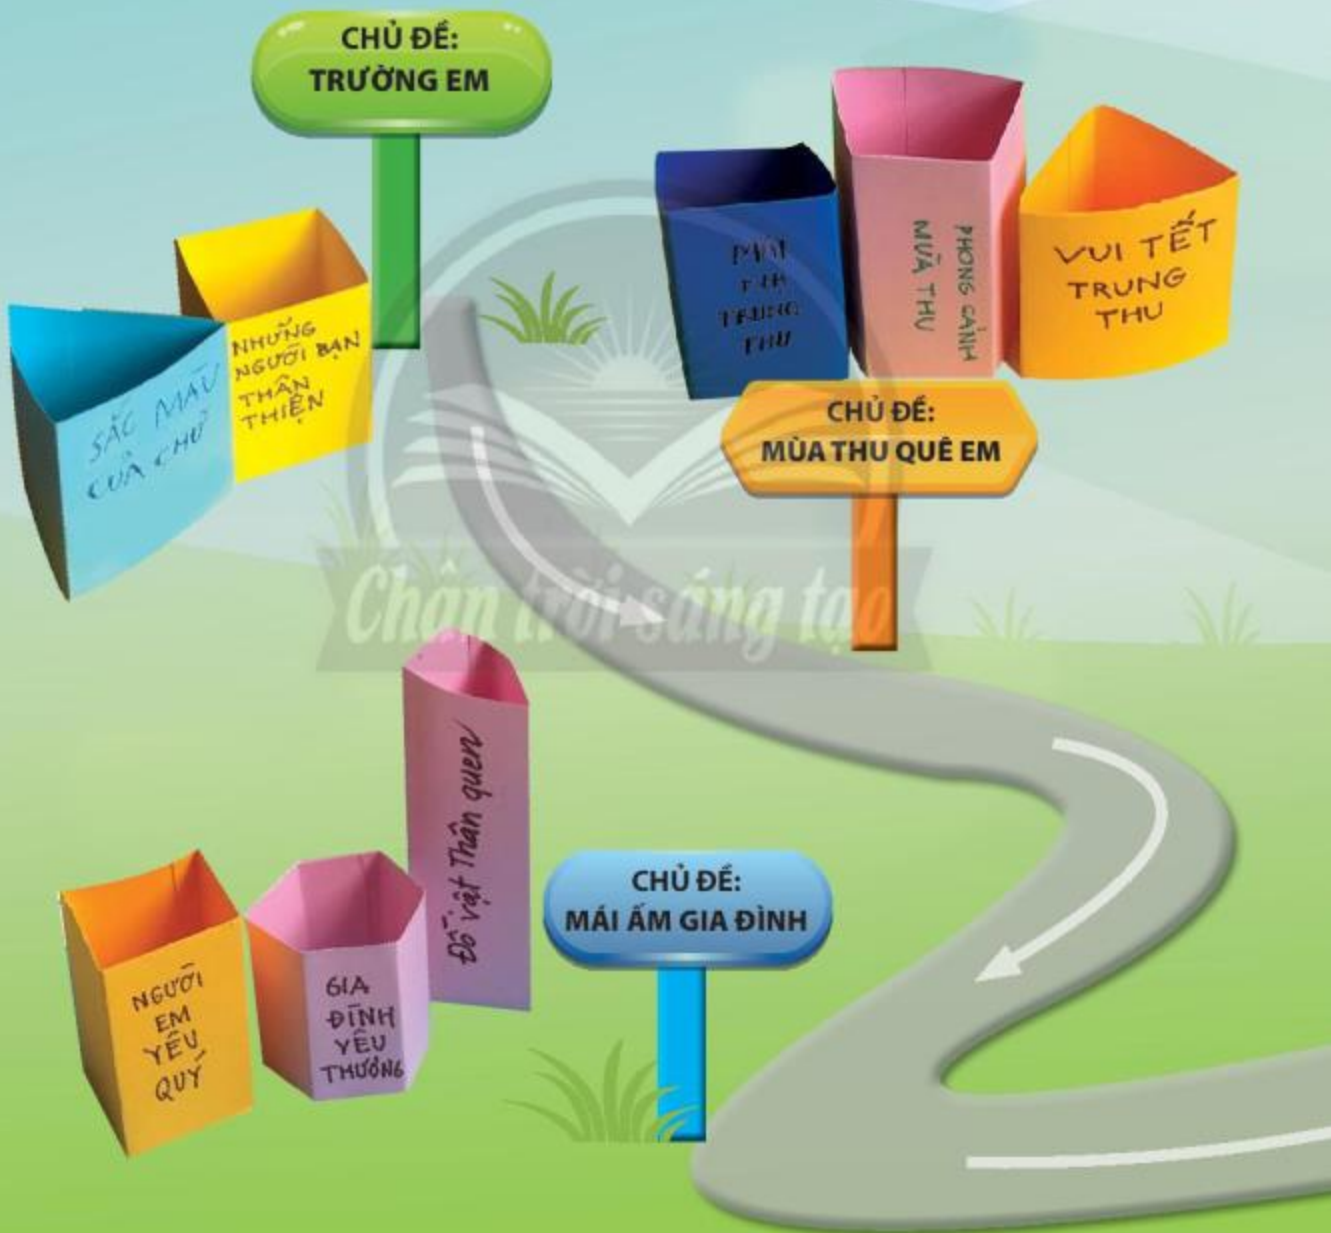 CHỦ ĐỀ:
TRƯỜNG EM
SẮC MÀU
CỦA CHỮ
NHỮNG
NGƯỜI BẠN
THÂN
THIỆN
TRUNG
THU
PHONG CẢNH
MÙA THU
VUI TẾT
TRUNG
THU
CHỦ ĐỀ:
MÙA THU QUÊ EM
Chân trời sáng tạo
NGƯỜI
EM
YÊU
QUÝ
GIA
ĐÌNH
YÊU
THƯƠNG
Đồ vật Thân quen
CHỦ ĐỀ:
MÁI ẤM GIA ĐÌNH